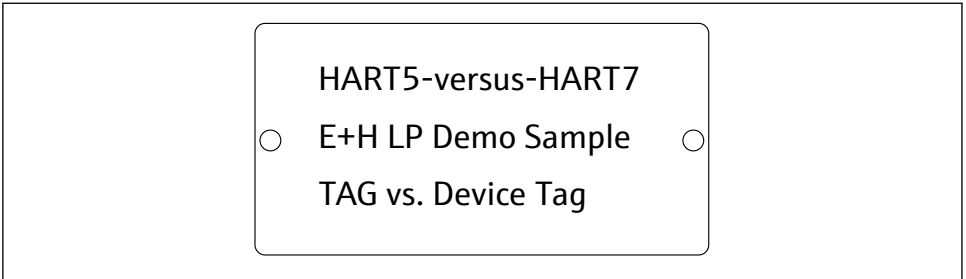 HART5-versus-HART7
E+H LP Demo Sample
TAG vs. Device Tag